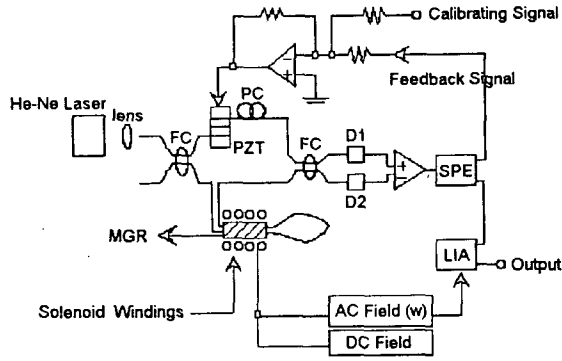 Calibrating Signal
Feedback Signal
He-Ne Laser
lens
PC
FC
PZT
FC
D1
D2
SPE
MGR
LIA
Output
Solenoid Windings
AC Field (w)
DC Field